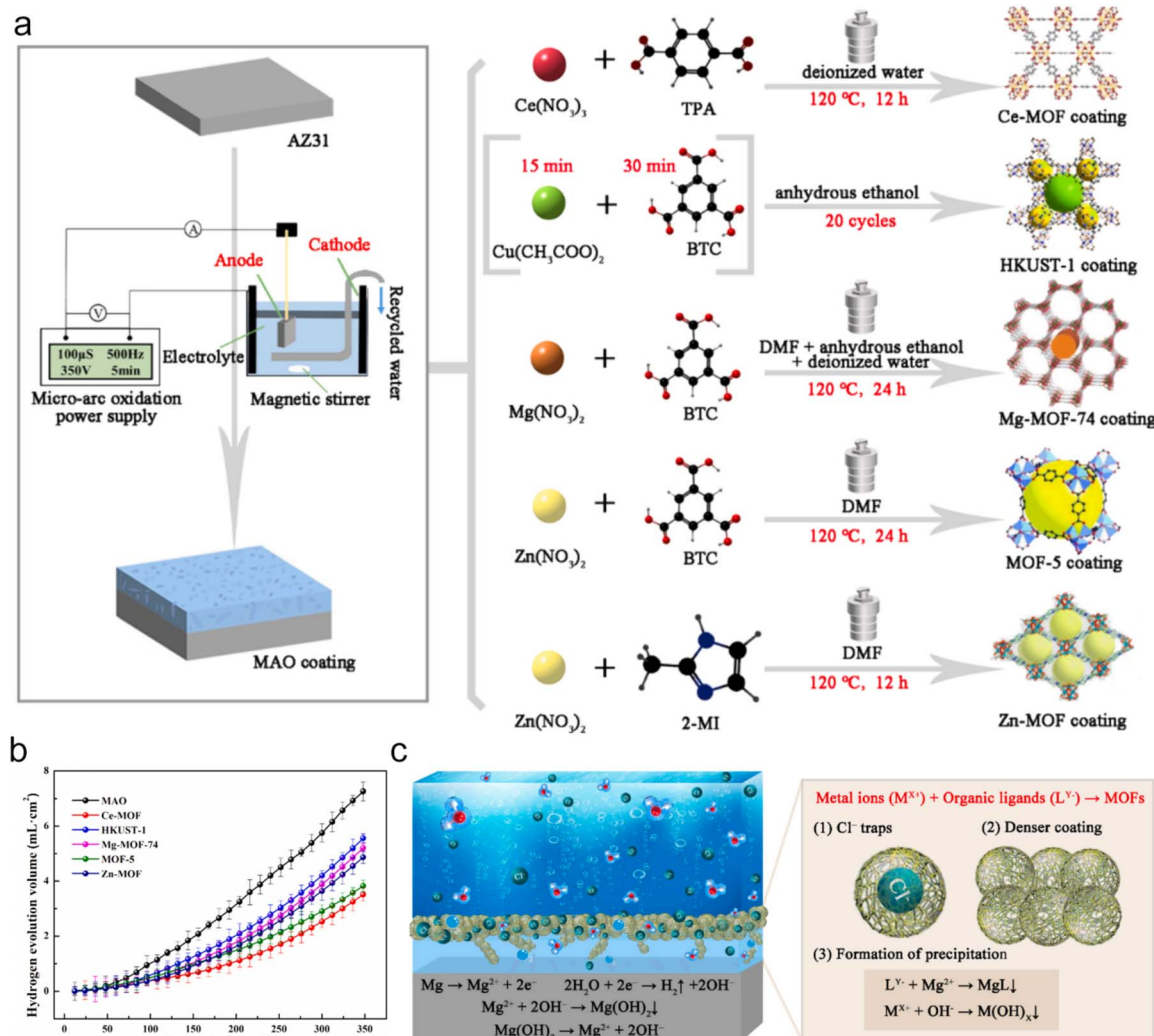 a
AZ31
A
Anode
Cathode
V
Electrolyte
Recycled water
100μS 500Hz
350V 5min
Micro-arc oxidation
power supply
Magnetic stirrer
MAO coating
Ce(NO₃)₃
+
TPA
deionized water
120 ℃, 12 h
Ce-MOF coating
15 min
30 min
Cu(CH₃COO)₂
+
BTC
anhydrous ethanol
20 cycles
HKUST-1 coating
Mg(NO₃)₂
+
BTC
DMF + anhydrous ethanol
+ deionized water
120 ℃, 24 h
Mg-MOF-74 coating
Zn(NO₃)₂
+
BTC
DMF
120 ℃, 24 h
MOF-5 coating
Zn(NO₃)₂
+
2-MI
DMF
120 ℃, 12 h
Zn-MOF coating
b
Hydrogen evolution volume (mL·cm⁻²)
8
6
4
2
0
MAO
Ce-MOF
HKUST-1
Mg-MOF-74
MOF-5
Zn-MOF
0 50 100 150 200 250 300 350
c
Cl⁻
Mg → Mg²⁺ + 2e⁻ 2H₂O + 2e⁻ → H₂↑ +2OH⁻
Mg²⁺ + 2OH⁻ → Mg(OH)₂↓
Mg(OH)₂ → Mg²⁺ + 2OH⁻
Metal ions (M^X+) + Organic ligands (L^Y-) → MOFs
(1) Cl⁻ traps
(2) Denser coating
Cl⁻
(3) Formation of precipitation
L^Y- + Mg²⁺ → MgL↓
M^X+ + OH⁻ → M(OH)ₓ↓